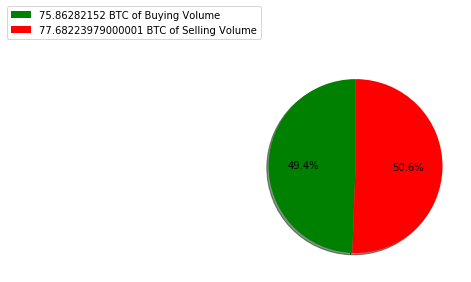 75.86282152 BTC of Buying Volume
77.68223979000001 BTC of Selling Volume
49.4%
50.6%